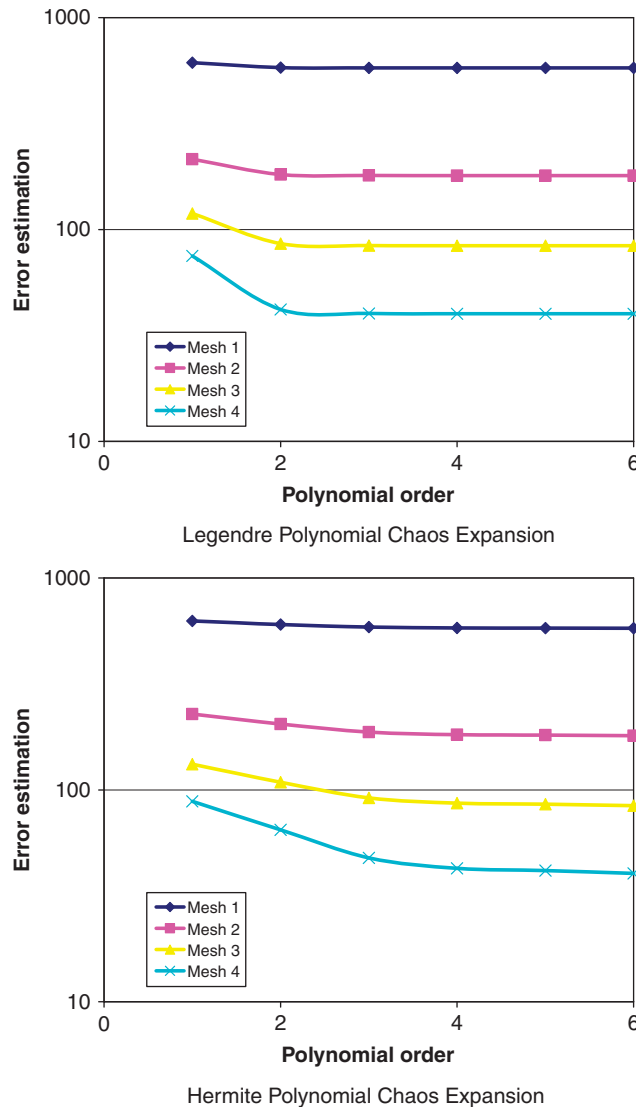 1000
100
10
Error estimation
Mesh 1
Mesh 2
Mesh 3
Mesh 4
0
2
4
6
Polynomial order
Legendre Polynomial Chaos Expansion
1000
100
10
Error estimation
Mesh 1
Mesh 2
Mesh 3
Mesh 4
0
2
4
6
Polynomial order
Hermite Polynomial Chaos Expansion